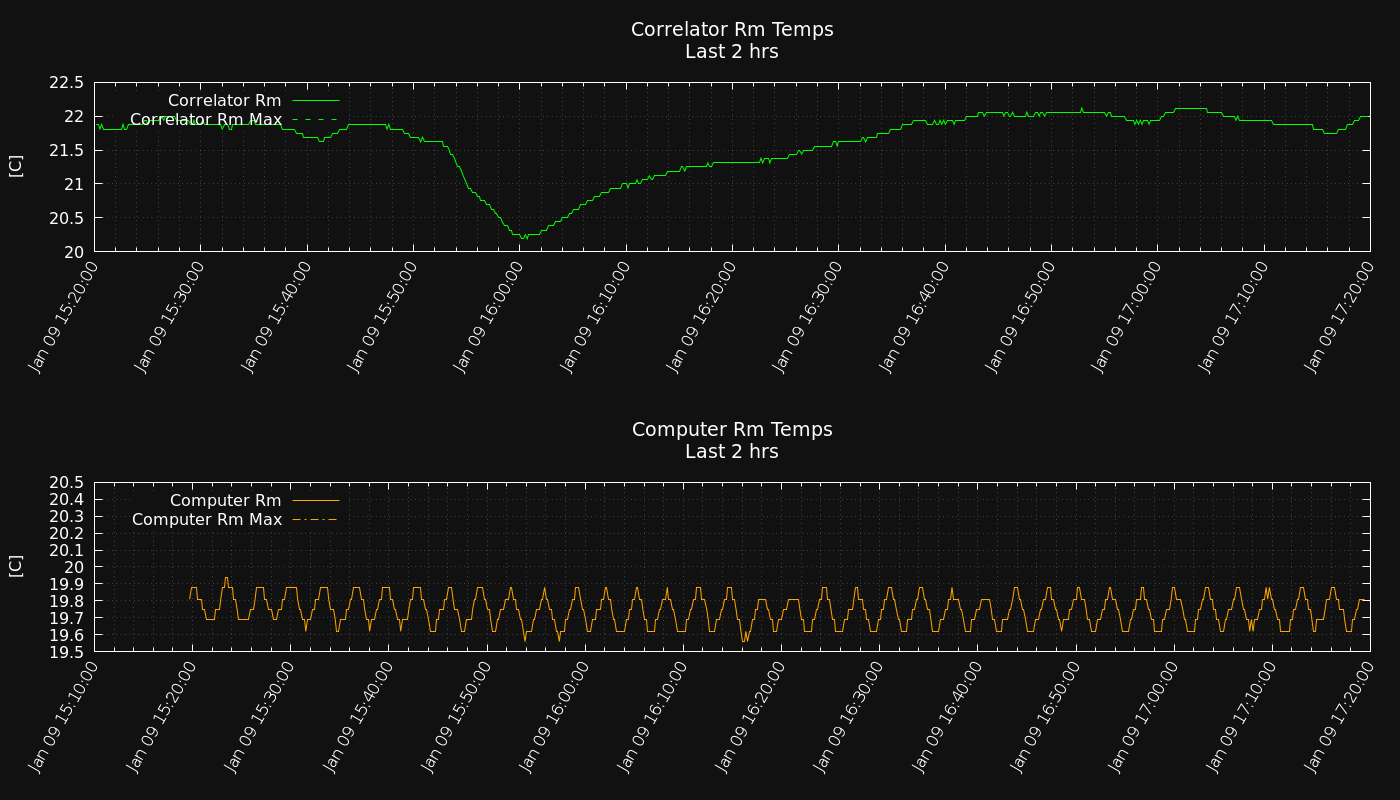 Correlator Rm Temps
Last 2 hrs
22.5
22
21.5
21
20.5
20
[C]
Correlator Rm
Correlator Rm Max
Jan 09 15:20:00
Jan 09 15:30:00
Jan 09 15:40:00
Jan 09 15:50:00
Jan 09 16:00:00
Jan 09 16:10:00
Jan 09 16:20:00
Jan 09 16:30:00
Jan 09 16:40:00
Jan 09 16:50:00
Jan 09 17:00:00
Jan 09 17:10:00
Jan 09 17:20:00
Computer Rm Temps
Last 2 hrs
20.5
20.4
20.3
20.2
20.1
20
19.9
19.8
19.7
19.6
19.5
[C]
Computer Rm
Computer Rm Max
Jan 09 15:10:00
Jan 09 15:20:00
Jan 09 15:30:00
Jan 09 15:40:00
Jan 09 15:50:00
Jan 09 16:00:00
Jan 09 16:10:00
Jan 09 16:20:00
Jan 09 16:30:00
Jan 09 16:40:00
Jan 09 16:50:00
Jan 09 17:00:00
Jan 09 17:10:00
Jan 09 17:20:00